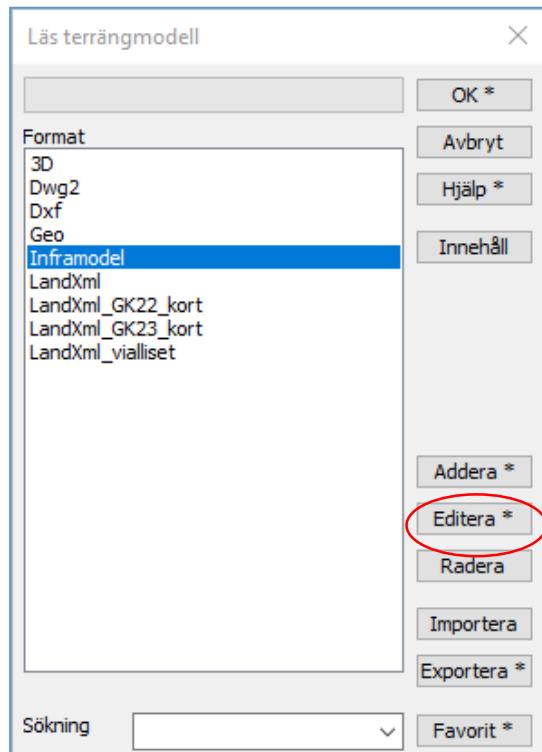 Läs terrängmodell
OK *
Format
Avbryt
3D
Dwg2
Hjälp *
Dxf
Geo
Innehåll
Inframodel
LandXml
LandXml_GK22_kort
LandXml_GK23_kort
LandXml_vialliset
Addera *
Editera *
Radera
Importera
Exportera *
Sökning
Favorit *